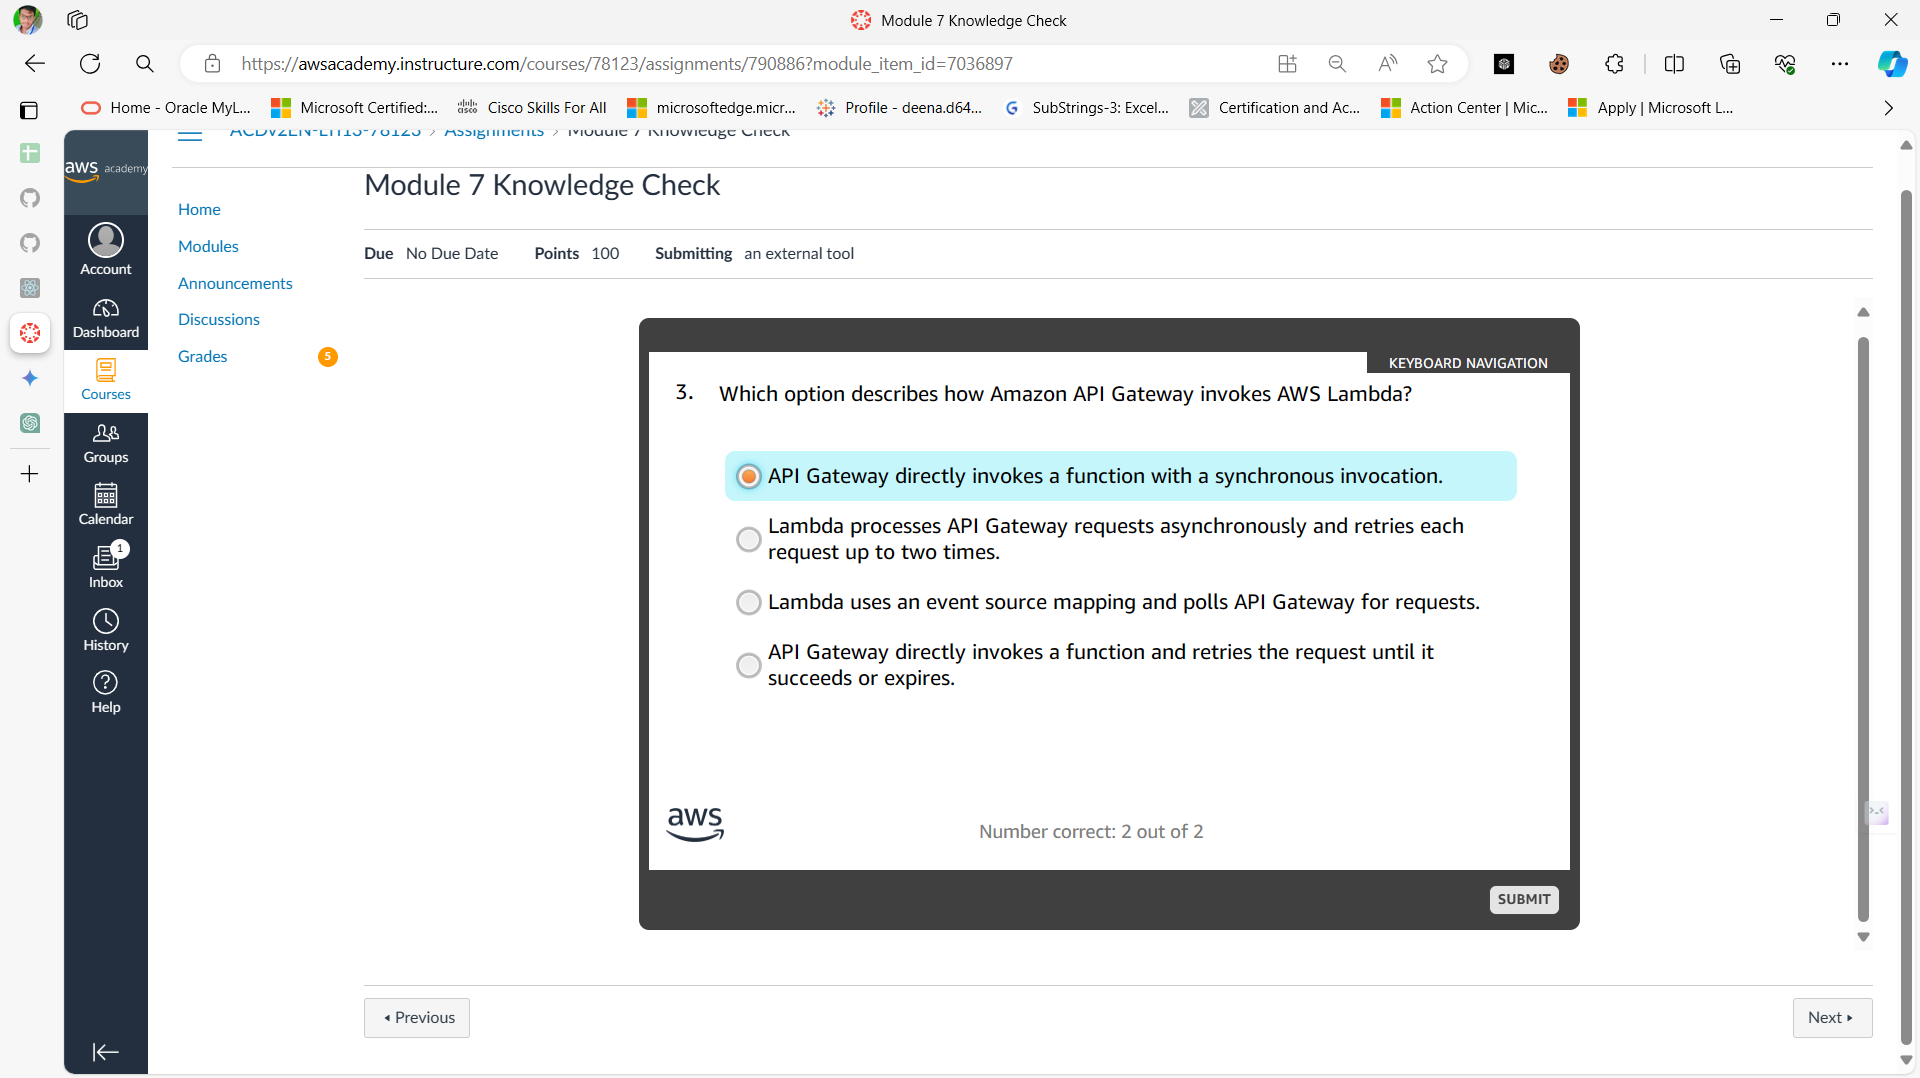 Module 7 Knowledge Check
https://awsacademy.instructure.com/courses/78123/assignments/790886?module_item_id=7036897
Home - Oracle MyL... Microsoft Certified:... Cisco Skills For All microsoftedge.micr... Profile - deena.d64... SubStrings-3: Excel... Certification and Ac... Action Center | Mic... Apply | Microsoft L...
ACDv2EN-LTI13-78123 › Assignments › Module 7 Knowledge Check
aws academy
Account
Dashboard
Courses
Groups
Calendar
1
Inbox
History
Help
Home
Modules
Announcements
Discussions
Grades 5
Module 7 Knowledge Check
Due No Due Date Points 100 Submitting an external tool
KEYBOARD NAVIGATION
3. Which option describes how Amazon API Gateway invokes AWS Lambda?
API Gateway directly invokes a function with a synchronous invocation.
Lambda processes API Gateway requests asynchronously and retries each
request up to two times.
Lambda uses an event source mapping and polls API Gateway for requests.
API Gateway directly invokes a function and retries the request until it
succeeds or expires.
aws
Number correct: 2 out of 2
SUBMIT
Previous
Next